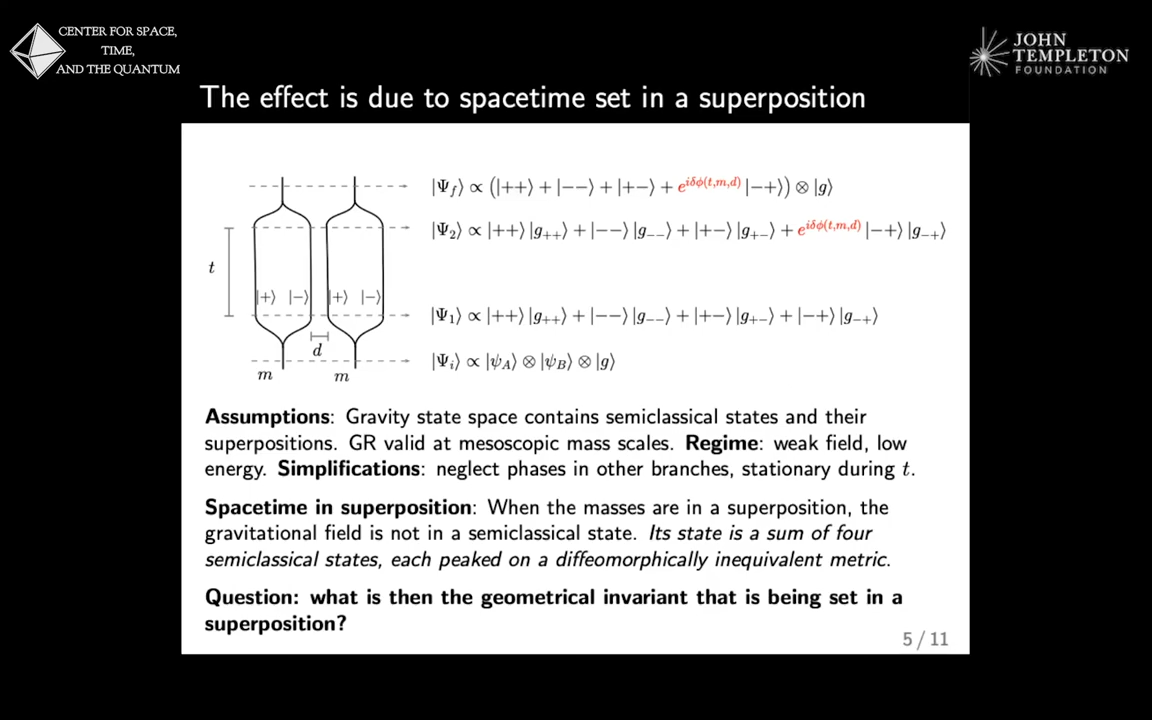 CENTER FOR SPACE,
TIME,
AND THE QUANTUM
JOHN
TEMPLETON
FOUNDATION
The effect is due to spacetime set in a superposition
|Ψ_f⟩ ∝ (|++⟩ + |−−⟩ + |+−⟩ + e^{iδϕ(t,m,d)} |−+⟩) ⊗ |g⟩
|Ψ_2⟩ ∝ |++⟩ |g_{++}⟩ + |−−⟩ |g_{−−}⟩ + |+−⟩ |g_{+−}⟩ + e^{iδϕ(t,m,d)} |−+⟩ |g_{−+}⟩
t
|+⟩ |−⟩ |+⟩ |−⟩
|Ψ_1⟩ ∝ |++⟩ |g_{++}⟩ + |−−⟩ |g_{−−}⟩ + |+−⟩ |g_{+−}⟩ + |−+⟩ |g_{−+}⟩
d
|Ψ_i⟩ ∝ |ψ_A⟩ ⊗ |ψ_B⟩ ⊗ |g⟩
m m
Assumptions: Gravity state space contains semiclassical states and their
superpositions. GR valid at mesoscopic mass scales. Regime: weak field, low
energy. Simplifications: neglect phases in other branches, stationary during t.
Spacetime in superposition: When the masses are in a superposition, the
gravitational field is not in a semiclassical state. Its state is a sum of four
semiclassical states, each peaked on a diffeomorphically inequivalent metric.
Question: what is then the geometrical invariant that is being set in a
superposition?
5 / 11